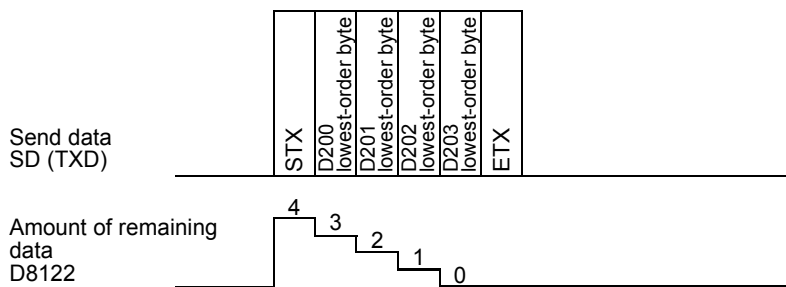 Send data
SD (TXD)
STX
D200
lowest-order byte
D201
lowest-order byte
D202
lowest-order byte
D203
lowest-order byte
ETX
Amount of remaining
data
D8122
4
3
2
1
0